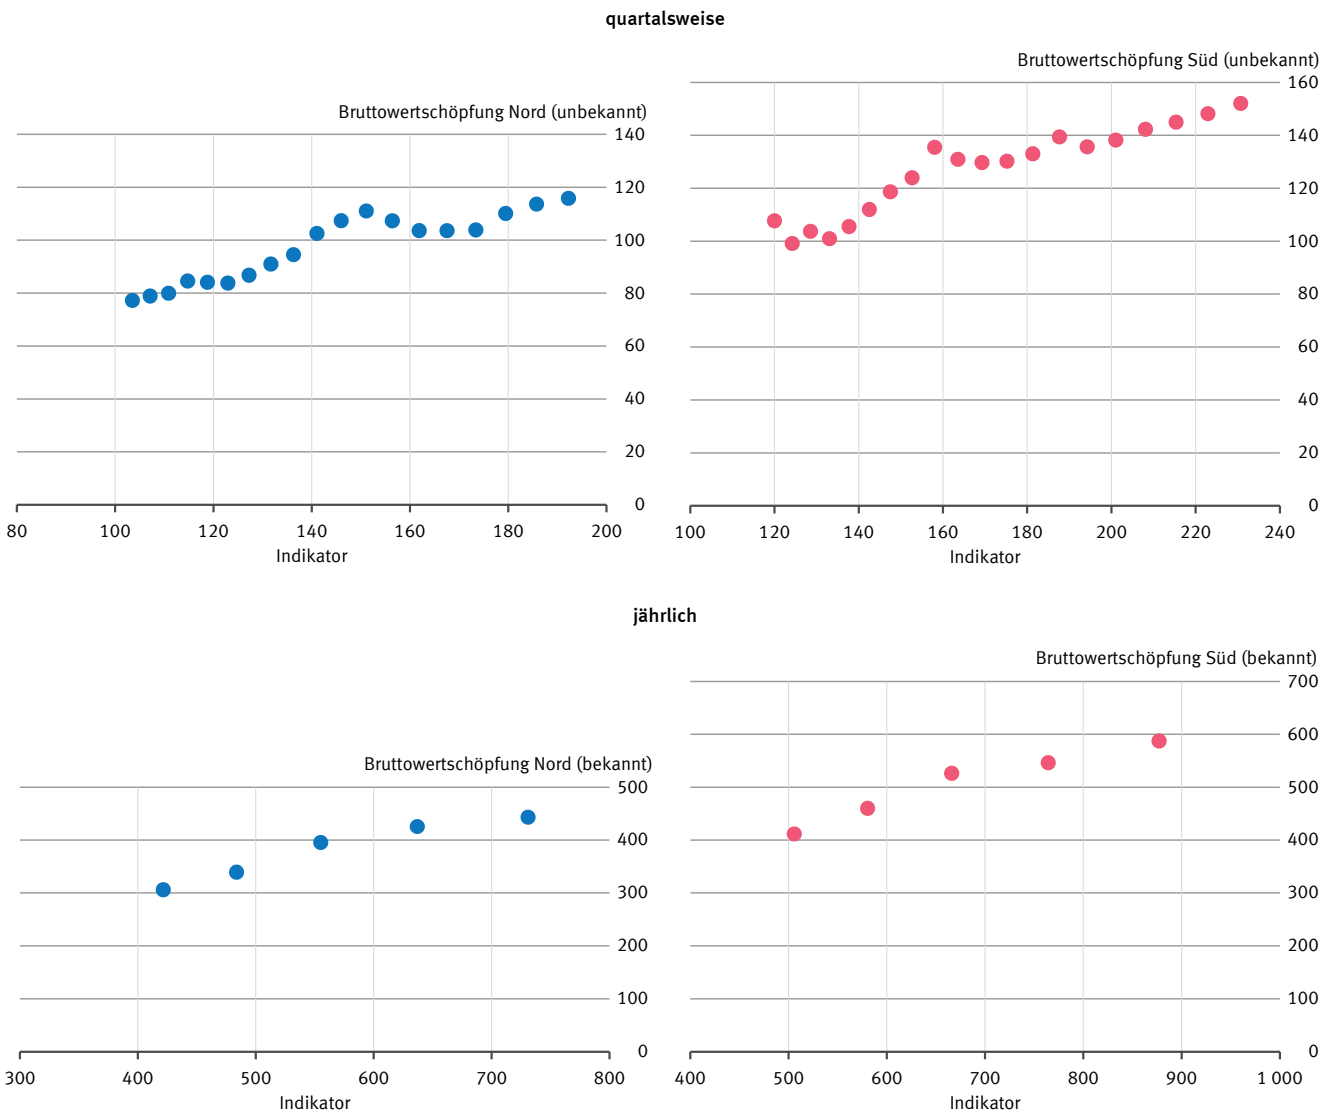 quartalsweise
Bruttowertschöpfung Nord (unbekannt)
140
120
100
80
60
40
20
0
80 100 120 140 160 180 200
Indikator
Bruttowertschöpfung Süd (unbekannt)
160
140
120
100
80
60
40
20
0
100 120 140 160 180 200 220 240
Indikator
jährlich
Bruttowertschöpfung Nord (bekannt)
500
400
300
200
100
0
300 400 500 600 700 800
Indikator
Bruttowertschöpfung Süd (bekannt)
700
600
500
400
300
200
100
0
400 500 600 700 800 900 1 000
Indikator